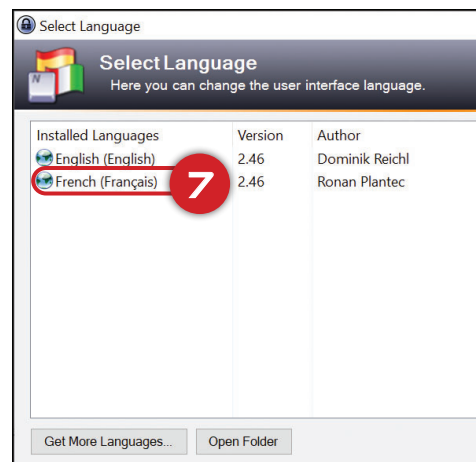 Select Language
Select Language
Here you can change the user interface language.
N
Installed Languages Version Author
English (English) 2.46 Dominik Reichl
French (Français) 7 2.46 Ronan Plantec
Get More Languages... Open Folder